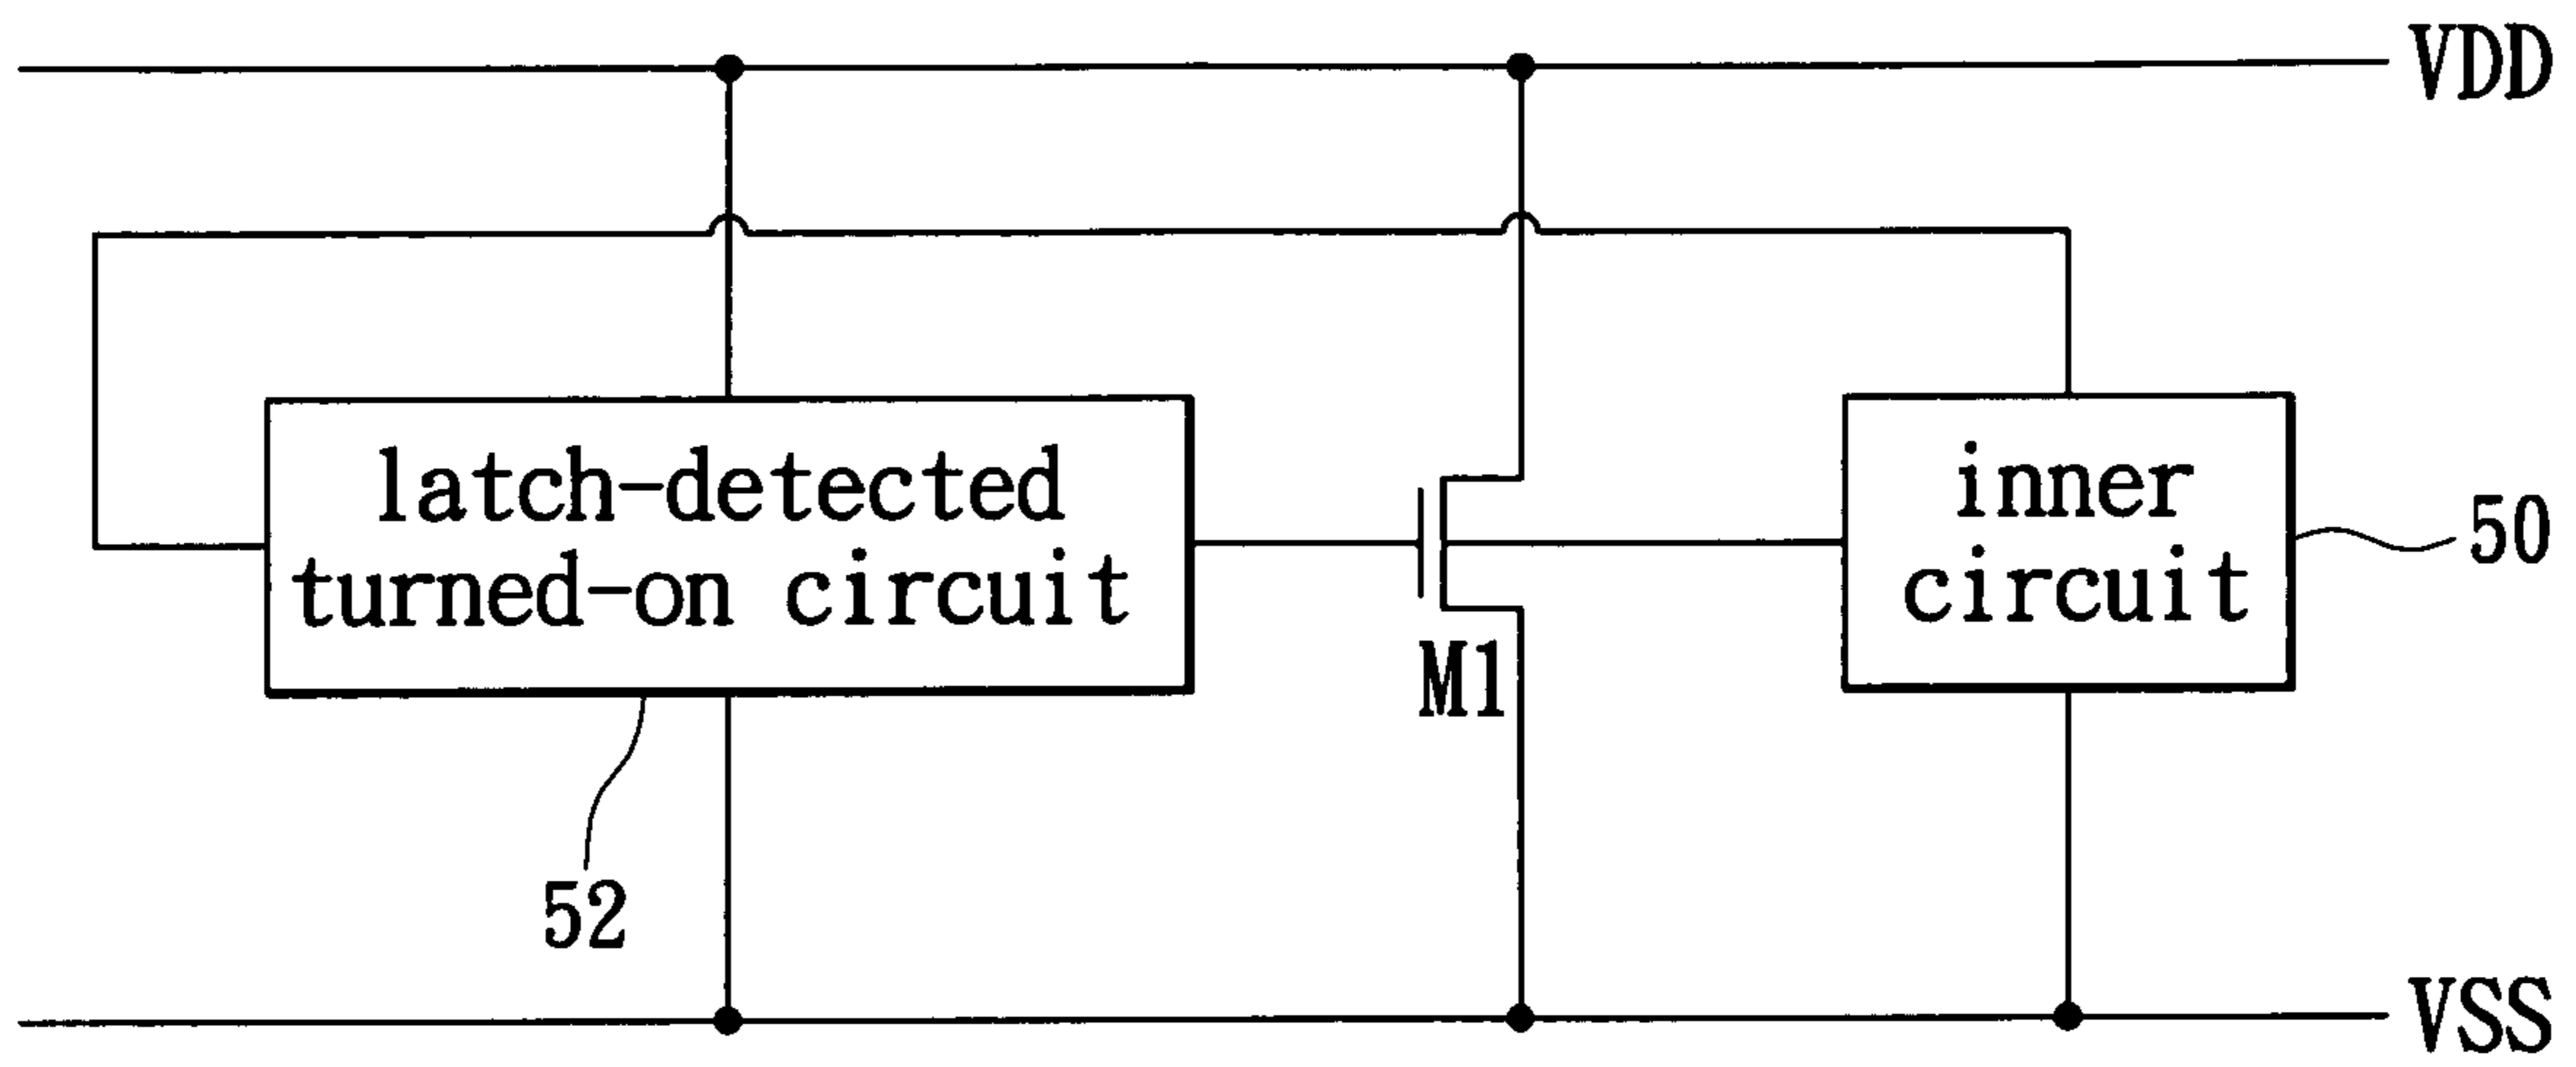 VDD
latch-detected
turned-on circuit
inner
circuit
50
M1
52
VSS